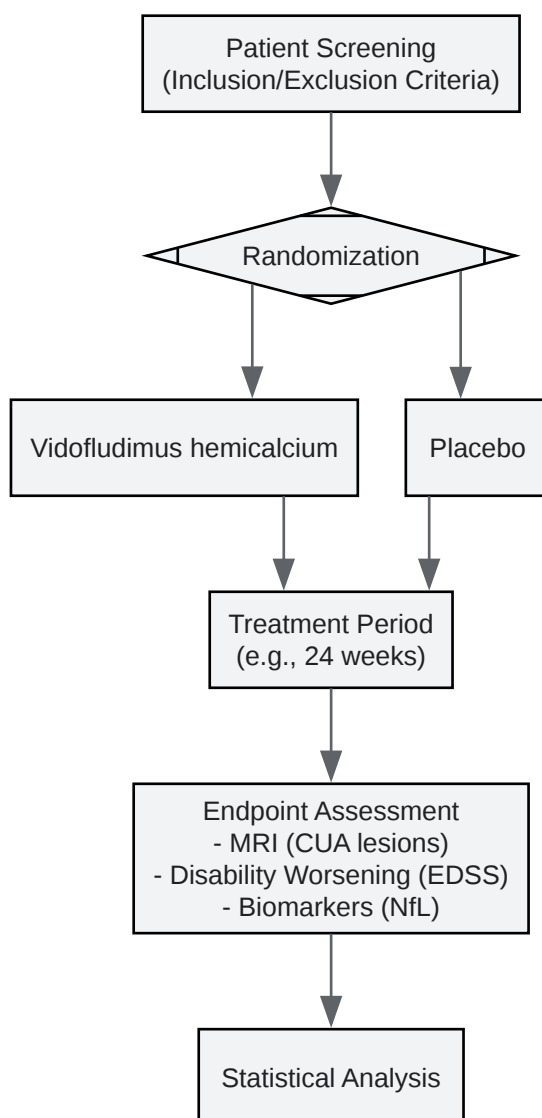 Patient Screening
(Inclusion/Exclusion Criteria)
Randomization
Vidofludimus hemicalcium
Placebo
Treatment Period
(e.g., 24 weeks)
Endpoint Assessment
- MRI (CUA lesions)
- Disability Worsening (EDSS)
- Biomarkers (NfL)
Statistical Analysis